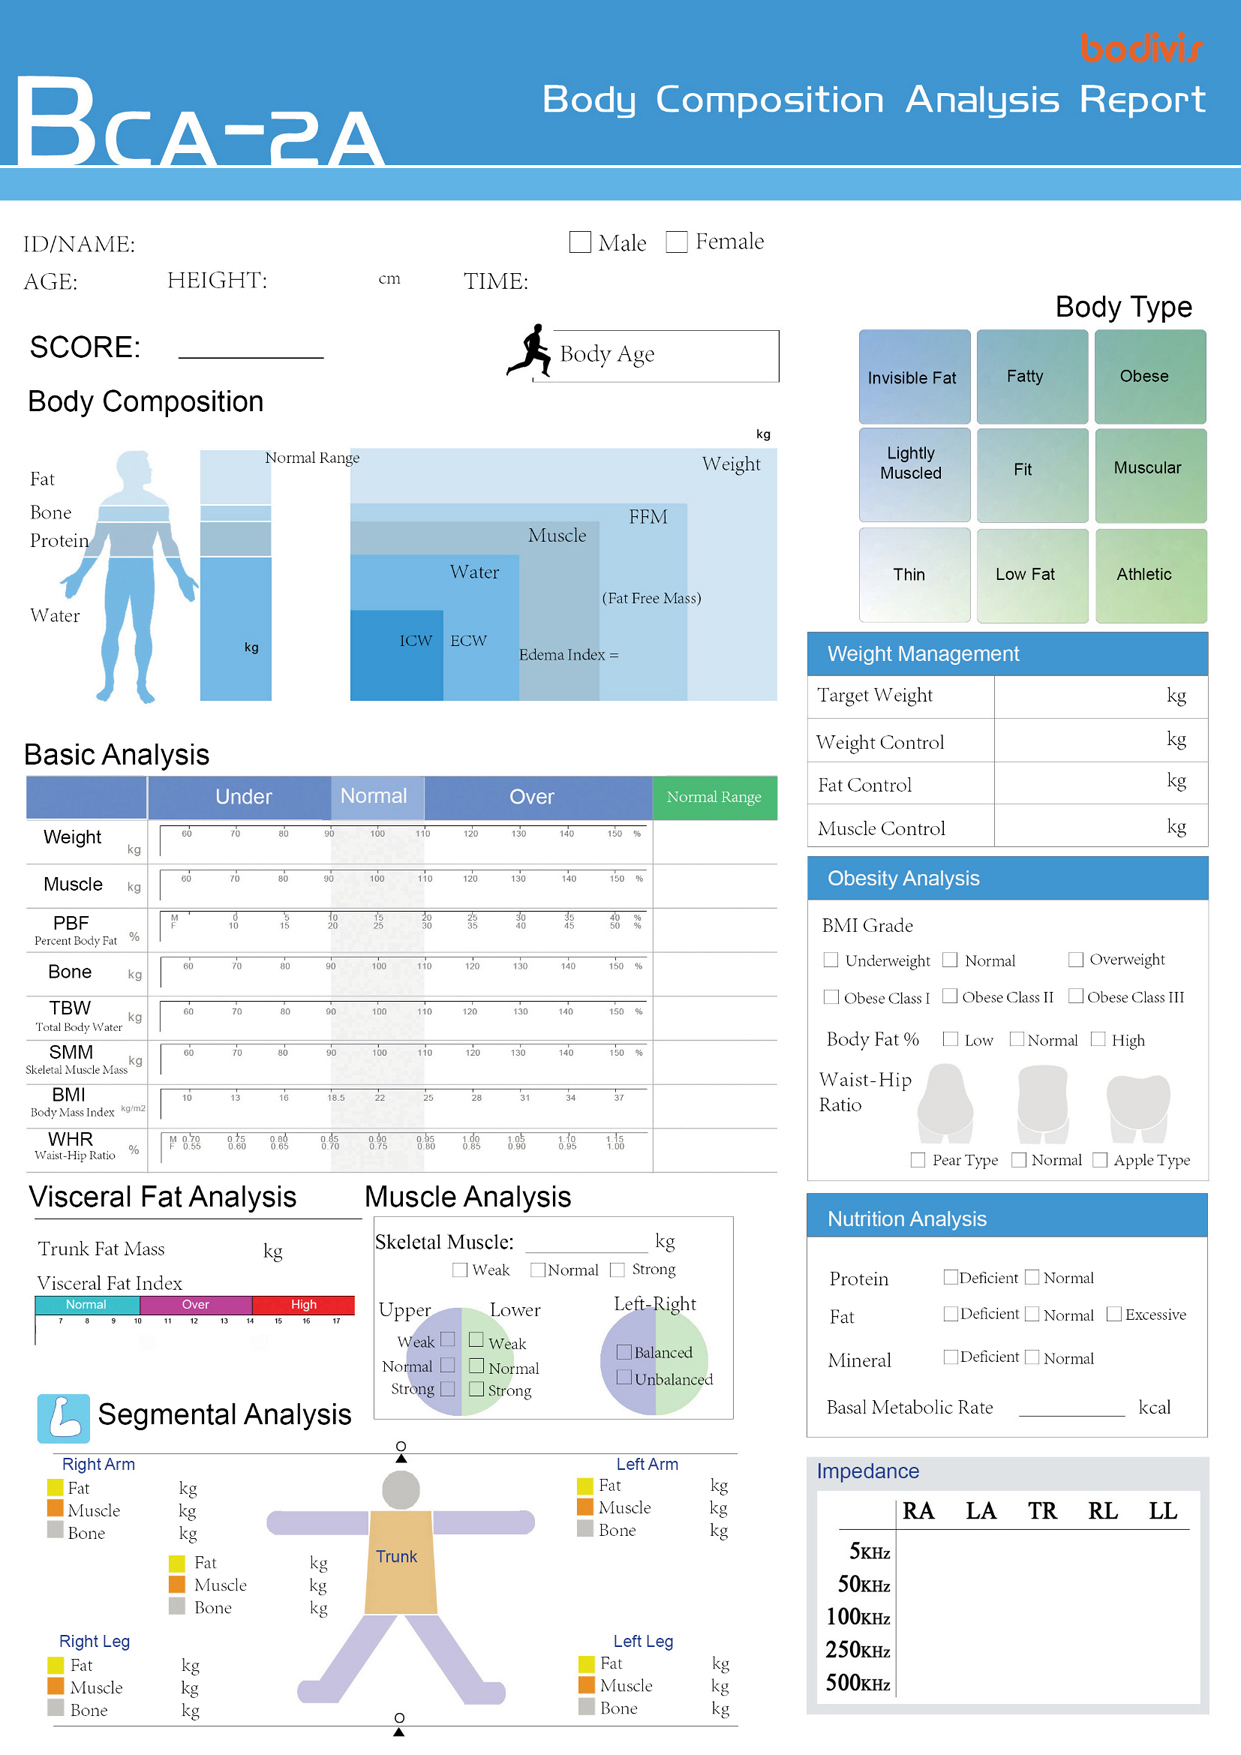 bodivis
BCA-2A
Body Composition Analysis Report
ID/NAME:
Male Female
AGE: HEIGHT: cm TIME:
SCORE:
Body Age
Body Composition
Fat
Bone
Protein
Water
Normal Range
kg
kg
Weight
FFM
(Fat Free Mass)
Muscle
Water
ICW ECW
Edema Index =
Body Type
Invisible Fat Fatty Obese
Lightly
Muscled
Fit Muscular
Thin Low Fat Athletic
Weight Management
Target Weight kg
Weight Control kg
Fat Control kg
Muscle Control kg
Basic Analysis
Under Normal Over Normal Range
Weight kg 60 70 80 90 100 110 120 130 140 150 %
Muscle kg 60 70 80 90 100 110 120 130 140 150 %
PBF
Percent Body Fat %
M 0 5 10 15 20 25 30 35 40 %
F 10 15 20 25 30 35 40 45 50 %
Bone kg 60 70 80 90 100 110 120 130 140 150 %
TBW
Total Body Water kg
60 70 80 90 100 110 120 130 140 150 %
SMM
Skeletal Muscle Mass kg
60 70 80 90 100 110 120 130 140 150 %
BMI
Body Mass Index kg/m2
10 13 16 18.5 22 25 28 31 34 37
WHR
Waist-Hip Ratio %
M 0.70 0.75 0.80 0.85 0.90 0.95 1.00 1.05 1.10 1.15
F 0.55 0.60 0.65 0.70 0.75 0.80 0.85 0.90 0.95 1.00
Obesity Analysis
BMI Grade
Underweight Normal Overweight
Obese Class I Obese Class II Obese Class III
Body Fat % Low Normal High
Waist-Hip
Ratio
Pear Type Normal Apple Type
Visceral Fat Analysis
Trunk Fat Mass kg
Visceral Fat Index
Normal Over High
7 8 9 10 11 12 13 14 15 16 17
Muscle Analysis
Skeletal Muscle: kg
Weak Normal Strong
Upper Lower
Weak Weak
Normal Normal
Strong Strong
Left-Right
Balanced
Unbalanced
Nutrition Analysis
Protein Deficient Normal
Fat Deficient Normal Excessive
Mineral Deficient Normal
Basal Metabolic Rate kcal
Segmental Analysis
Right Arm
Fat kg
Muscle kg
Bone kg
Left Arm
Fat kg
Muscle kg
Bone kg
Trunk
Fat kg
Muscle kg
Bone kg
Right Leg
Fat kg
Muscle kg
Bone kg
Left Leg
Fat kg
Muscle kg
Bone kg
Impedance
RA LA TR RL LL
5KHz
50KHz
100KHz
250KHz
500KHz